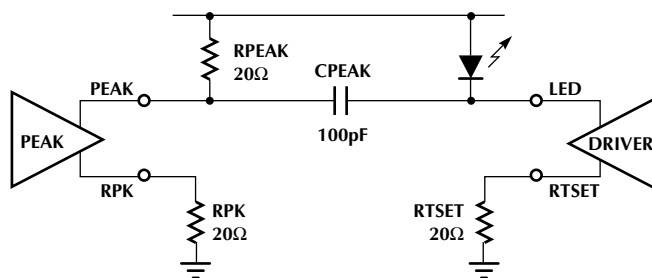 RPEAK
20Ω
CPEAK
100pF
PEAK
LED
PEAK
DRIVER
RPK
RTSET
RPK
20Ω
RTSET
20Ω